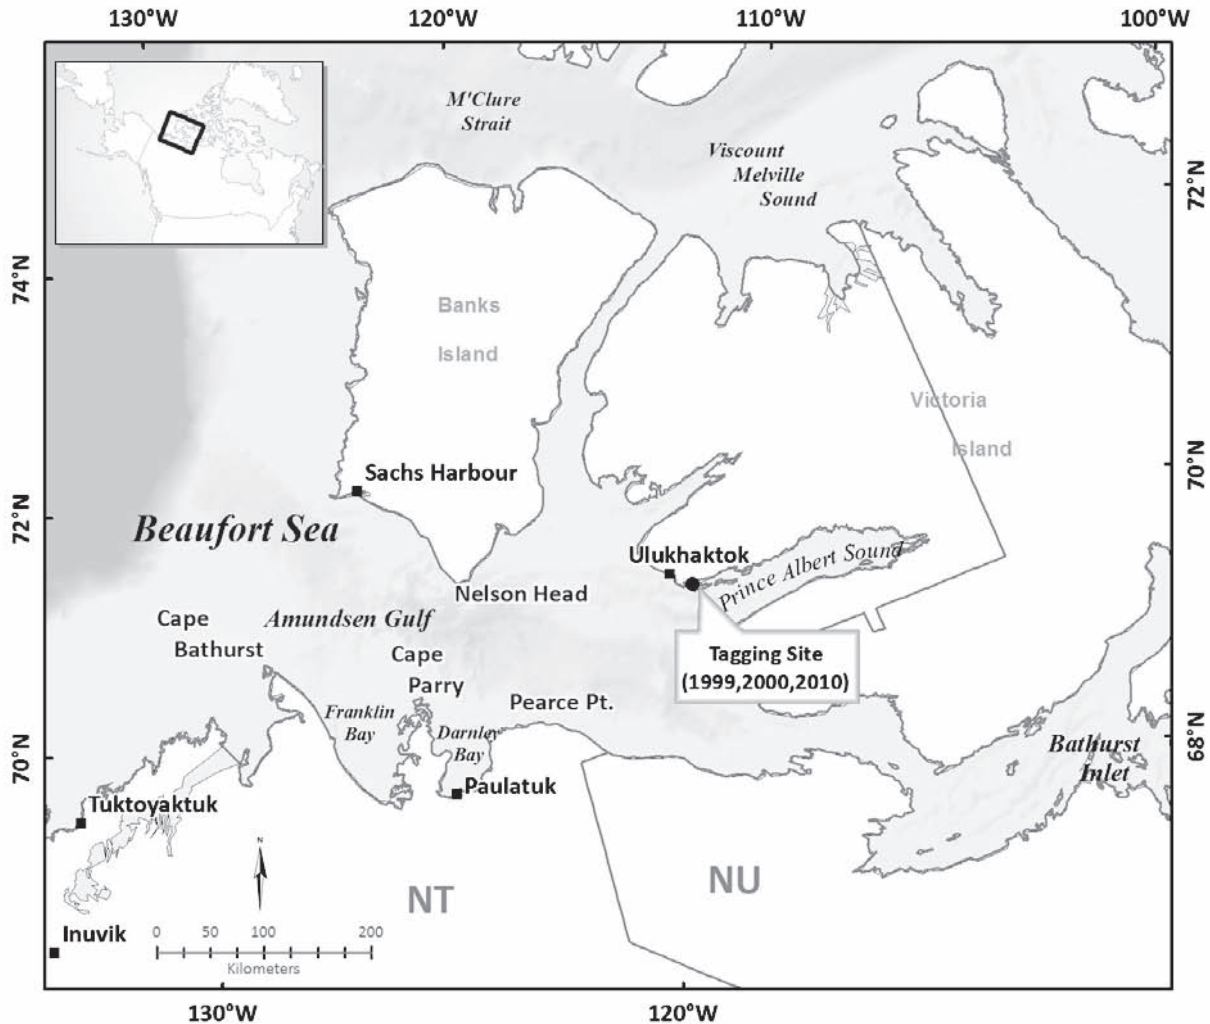 130°W 120°W 110°W 100°W
M'Clure
Strait
Viscount
Melville
Sound
72°N
74°N
Banks
Island
Victoria
Island
70°N
Sachs Harbour
72°N
Beaufort Sea
Ulukhaktok
Prince Albert Sound
Nelson Head
Cape
Bathurst
Amundsen Gulf
Cape
Parry
Tagging Site
(1999,2000,2010)
Pearce Pt.
Franklin
Bay
Darnley
Bay
68°N
Bathurst
Inlet
70°N
Paulatuk
Tuktoyaktuk
N
NT
NU
Inuvik
0 50 100 200
Kilometers
130°W 120°W